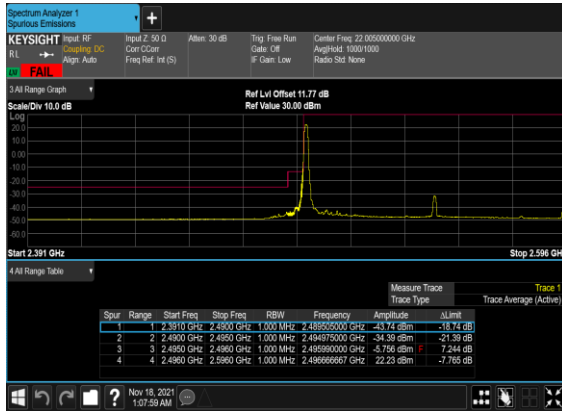 Spectrum Analyzer 1
Spurious Emissions
+
KEYSIGHT
RL
Input: RF
Coupling: DC
Align: Auto
Input Z: 50 Ω
Corr CCorr
Freq Ref: Int (S)
Atten: 30 dB
Trig: Free Run
Gate: Off
IF Gain: Low
Center Freq: 22.005000000 GHz
Avg|Hold: 1000/1000
Radio Std: None
FAIL
3 All Range Graph
Scale/Div 10.0 dB
Ref Lvl Offset 11.77 dB
Ref Value 30.00 dBm
Log
20.0
10.0
0.00
-10.0
-20.0
-30.0
-40.0
-50.0
-60.0
Start 2.391 GHz
Stop 2.596 GHz
4 All Range Table
Measure Trace Trace 1
Trace Type Trace Average (Active)
Spur Range Start Freq Stop Freq RBW Frequency Amplitude ΔLimit
1 1 2.3910 GHz 2.4900 GHz 1.000 MHz 2.489505000 GHz -43.74 dBm -18.74 dB
2 2 2.4900 GHz 2.4950 GHz 1.000 MHz 2.494975000 GHz -34.39 dBm -21.39 dB
3 3 2.4950 GHz 2.4960 GHz 1.000 MHz 2.495990000 GHz -5.756 dBm F 7.244 dB
4 4 2.4960 GHz 2.5960 GHz 1.000 MHz 2.496666667 GHz 22.23 dBm -7.765 dB
?
Nov 18, 2021
1:07:59 AM